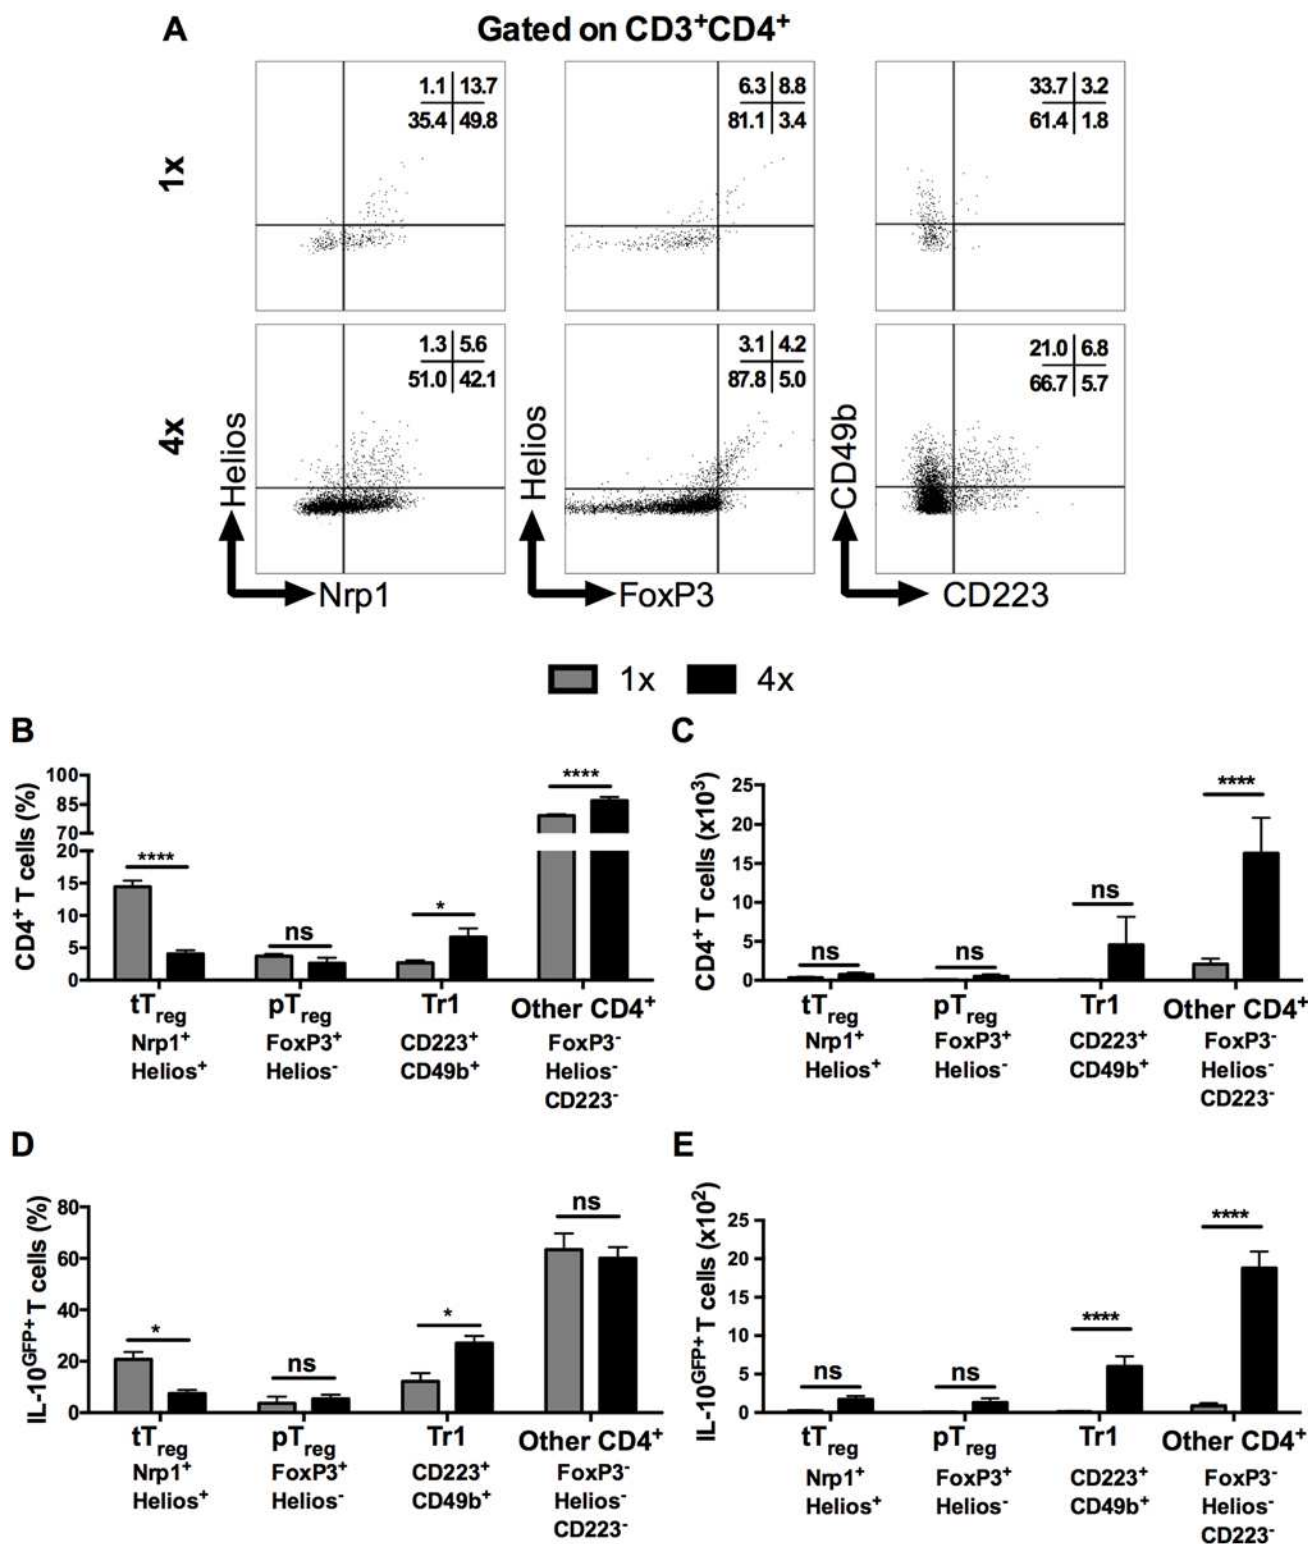 A
Gated on CD3+CD4+
1x
1.1 13.7
35.4 49.8
6.3 8.8
81.1 3.4
33.7 3.2
61.4 1.8
4x
1.3 5.6
51.0 42.1
3.1 4.2
87.8 5.0
21.0 6.8
66.7 5.7
Helios
Nrp1
Helios
FoxP3
CD49b
CD223
1x 4x
B
CD4+ T cells (%)
100
85
70
20
15
10
5
0
****
ns
*
****
tTreg pTreg Tr1 Other CD4+
Nrp1+ FoxP3+ CD223+ FoxP3-
Helios+ Helios- CD49b+ Helios-
CD223-
C
CD4+ T cells (x10³)
25
20
15
10
5
0
ns
ns
ns
****
tTreg pTreg Tr1 Other CD4+
Nrp1+ FoxP3+ CD223+ FoxP3-
Helios+ Helios- CD49b+ Helios-
CD223-
D
IL-10GFP+ T cells (%)
80
60
40
20
0
*
ns
*
ns
tTreg pTreg Tr1 Other CD4+
Nrp1+ FoxP3+ CD223+ FoxP3-
Helios+ Helios- CD49b+ Helios-
CD223-
E
IL-10GFP+ T cells (x10²)
25
20
15
10
5
0
ns
ns
****
****
tTreg pTreg Tr1 Other CD4+
Nrp1+ FoxP3+ CD223+ FoxP3-
Helios+ Helios- CD49b+ Helios-
CD223-